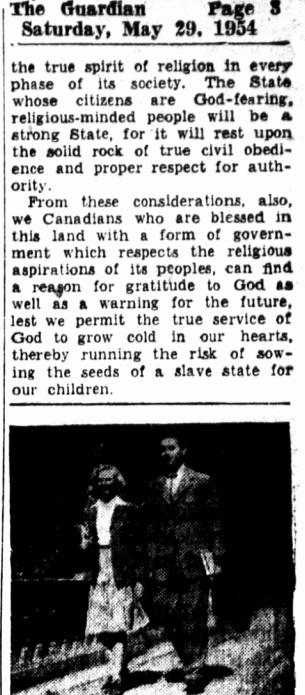 The Guardian Page 3
Saturday, May 29, 1954
the true spirit of religion in every
phase of its society. The State
whose citizens are God-fearing,
religious-minded people will be a
strong State, for it will rest upon
the solid rock of true civil obedi-
ence and proper respect for auth-
ority.
From these considerations, also,
we Canadians who are blessed in
this land with a form of govern-
ment which respects the religious
aspirations of its peoples, can find
a reason for gratitude to God as
well as a warning for the future,
lest we permit the true service of
God to grow cold in our hearts,
thereby running the risk of sow-
ing the seeds of a slave state for
our children.